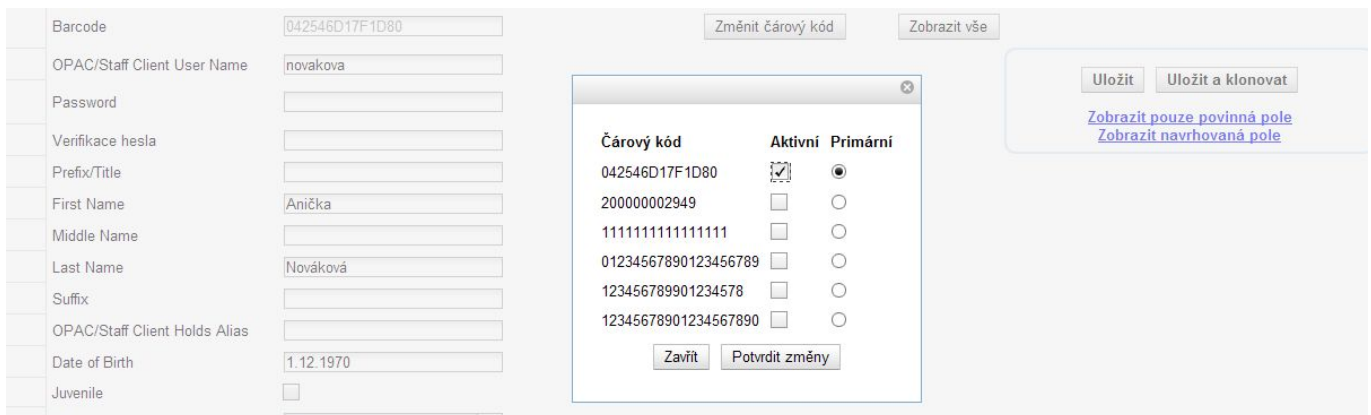 Barcode 042546D17F1D80 Změnit čárový kód Zobrazit vše
OPAC/Staff Client User Name novakova
Password
Verifikace hesla
Prefix/Title
First Name Anička
Middle Name
Last Name Nováková
Suffix
OPAC/Staff Client Holds Alias
Date of Birth 1.12.1970
Juvenile
Čárový kód Aktivní Primární
042546D17F1D80
200000002949
1111111111111111
01234567890123456789
123456789901234578
12345678901234567890
Zavřít Potvrdit změny
Uložit Uložit a klonovat
Zobrazit pouze povinná pole
Zobrazit navrhovaná pole